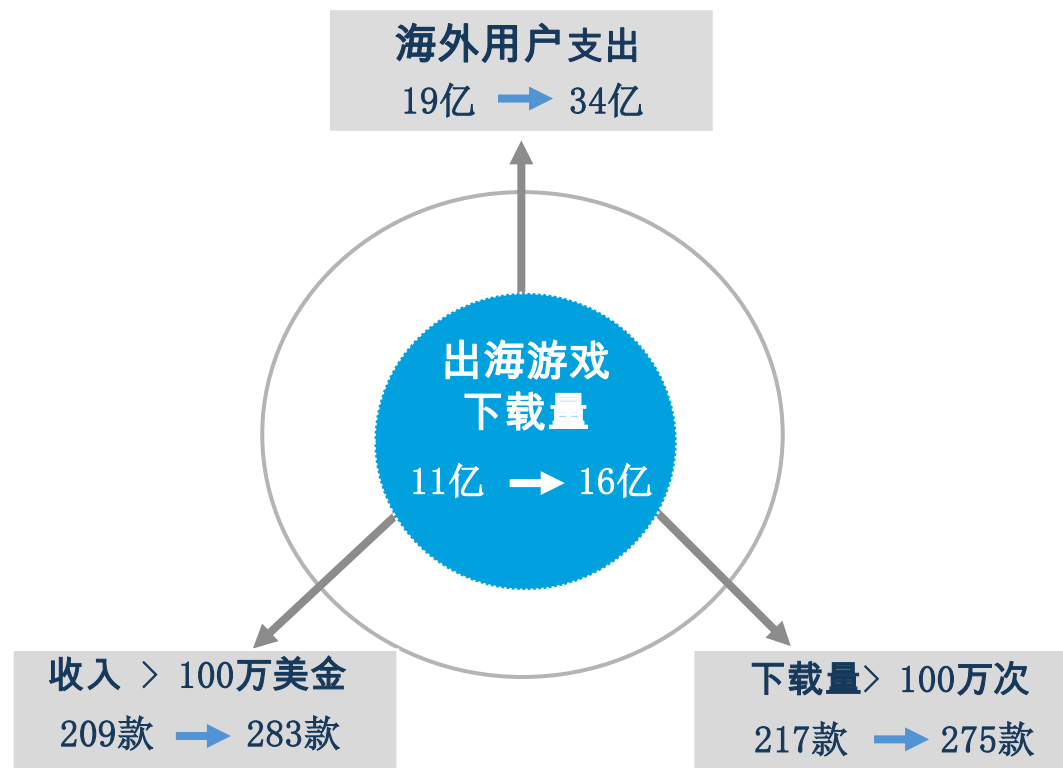 海外用户支出
19亿 34亿
出海游戏
下载量
11亿 16亿
收入 > 100万美金
209款 283款
下载量> 100万次
217款 275款